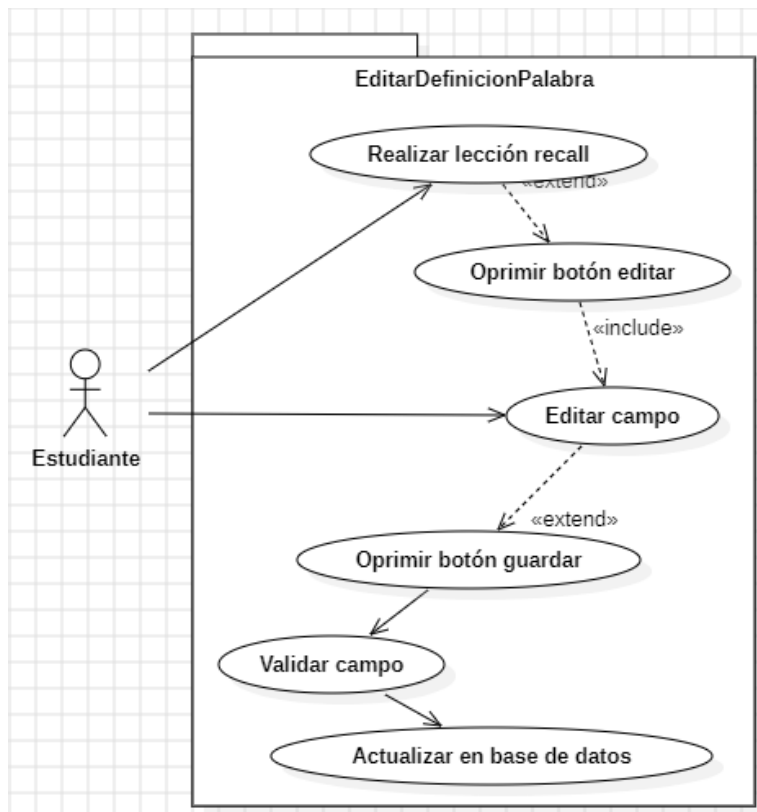 EditarDefinicionPalabra
Realizar lección recall
«extend»
Oprimir botón editar
«include»
Editar campo
Estudiante
«extend»
Oprimir botón guardar
Validar campo
Actualizar en base de datos